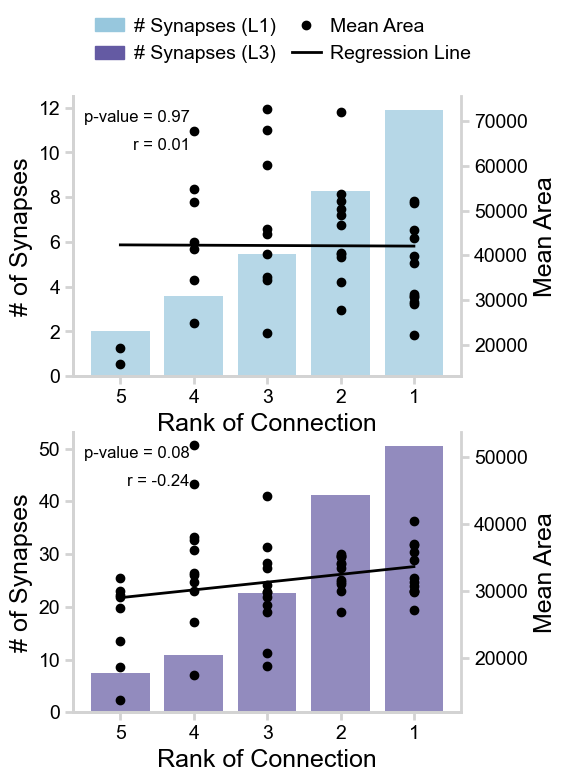 # Synapses (L1)
Mean Area
# Synapses (L3)
Regression Line
p-value = 0.97
r = 0.01
# of Synapses
12
10
8
6
4
2
0
70000
60000
50000
40000
30000
20000
Mean Area
5 4 3 2 1
Rank of Connection
p-value = 0.08
r = -0.24
# of Synapses
50
40
30
20
10
0
50000
40000
30000
20000
Mean Area
5 4 3 2 1
Rank of Connection